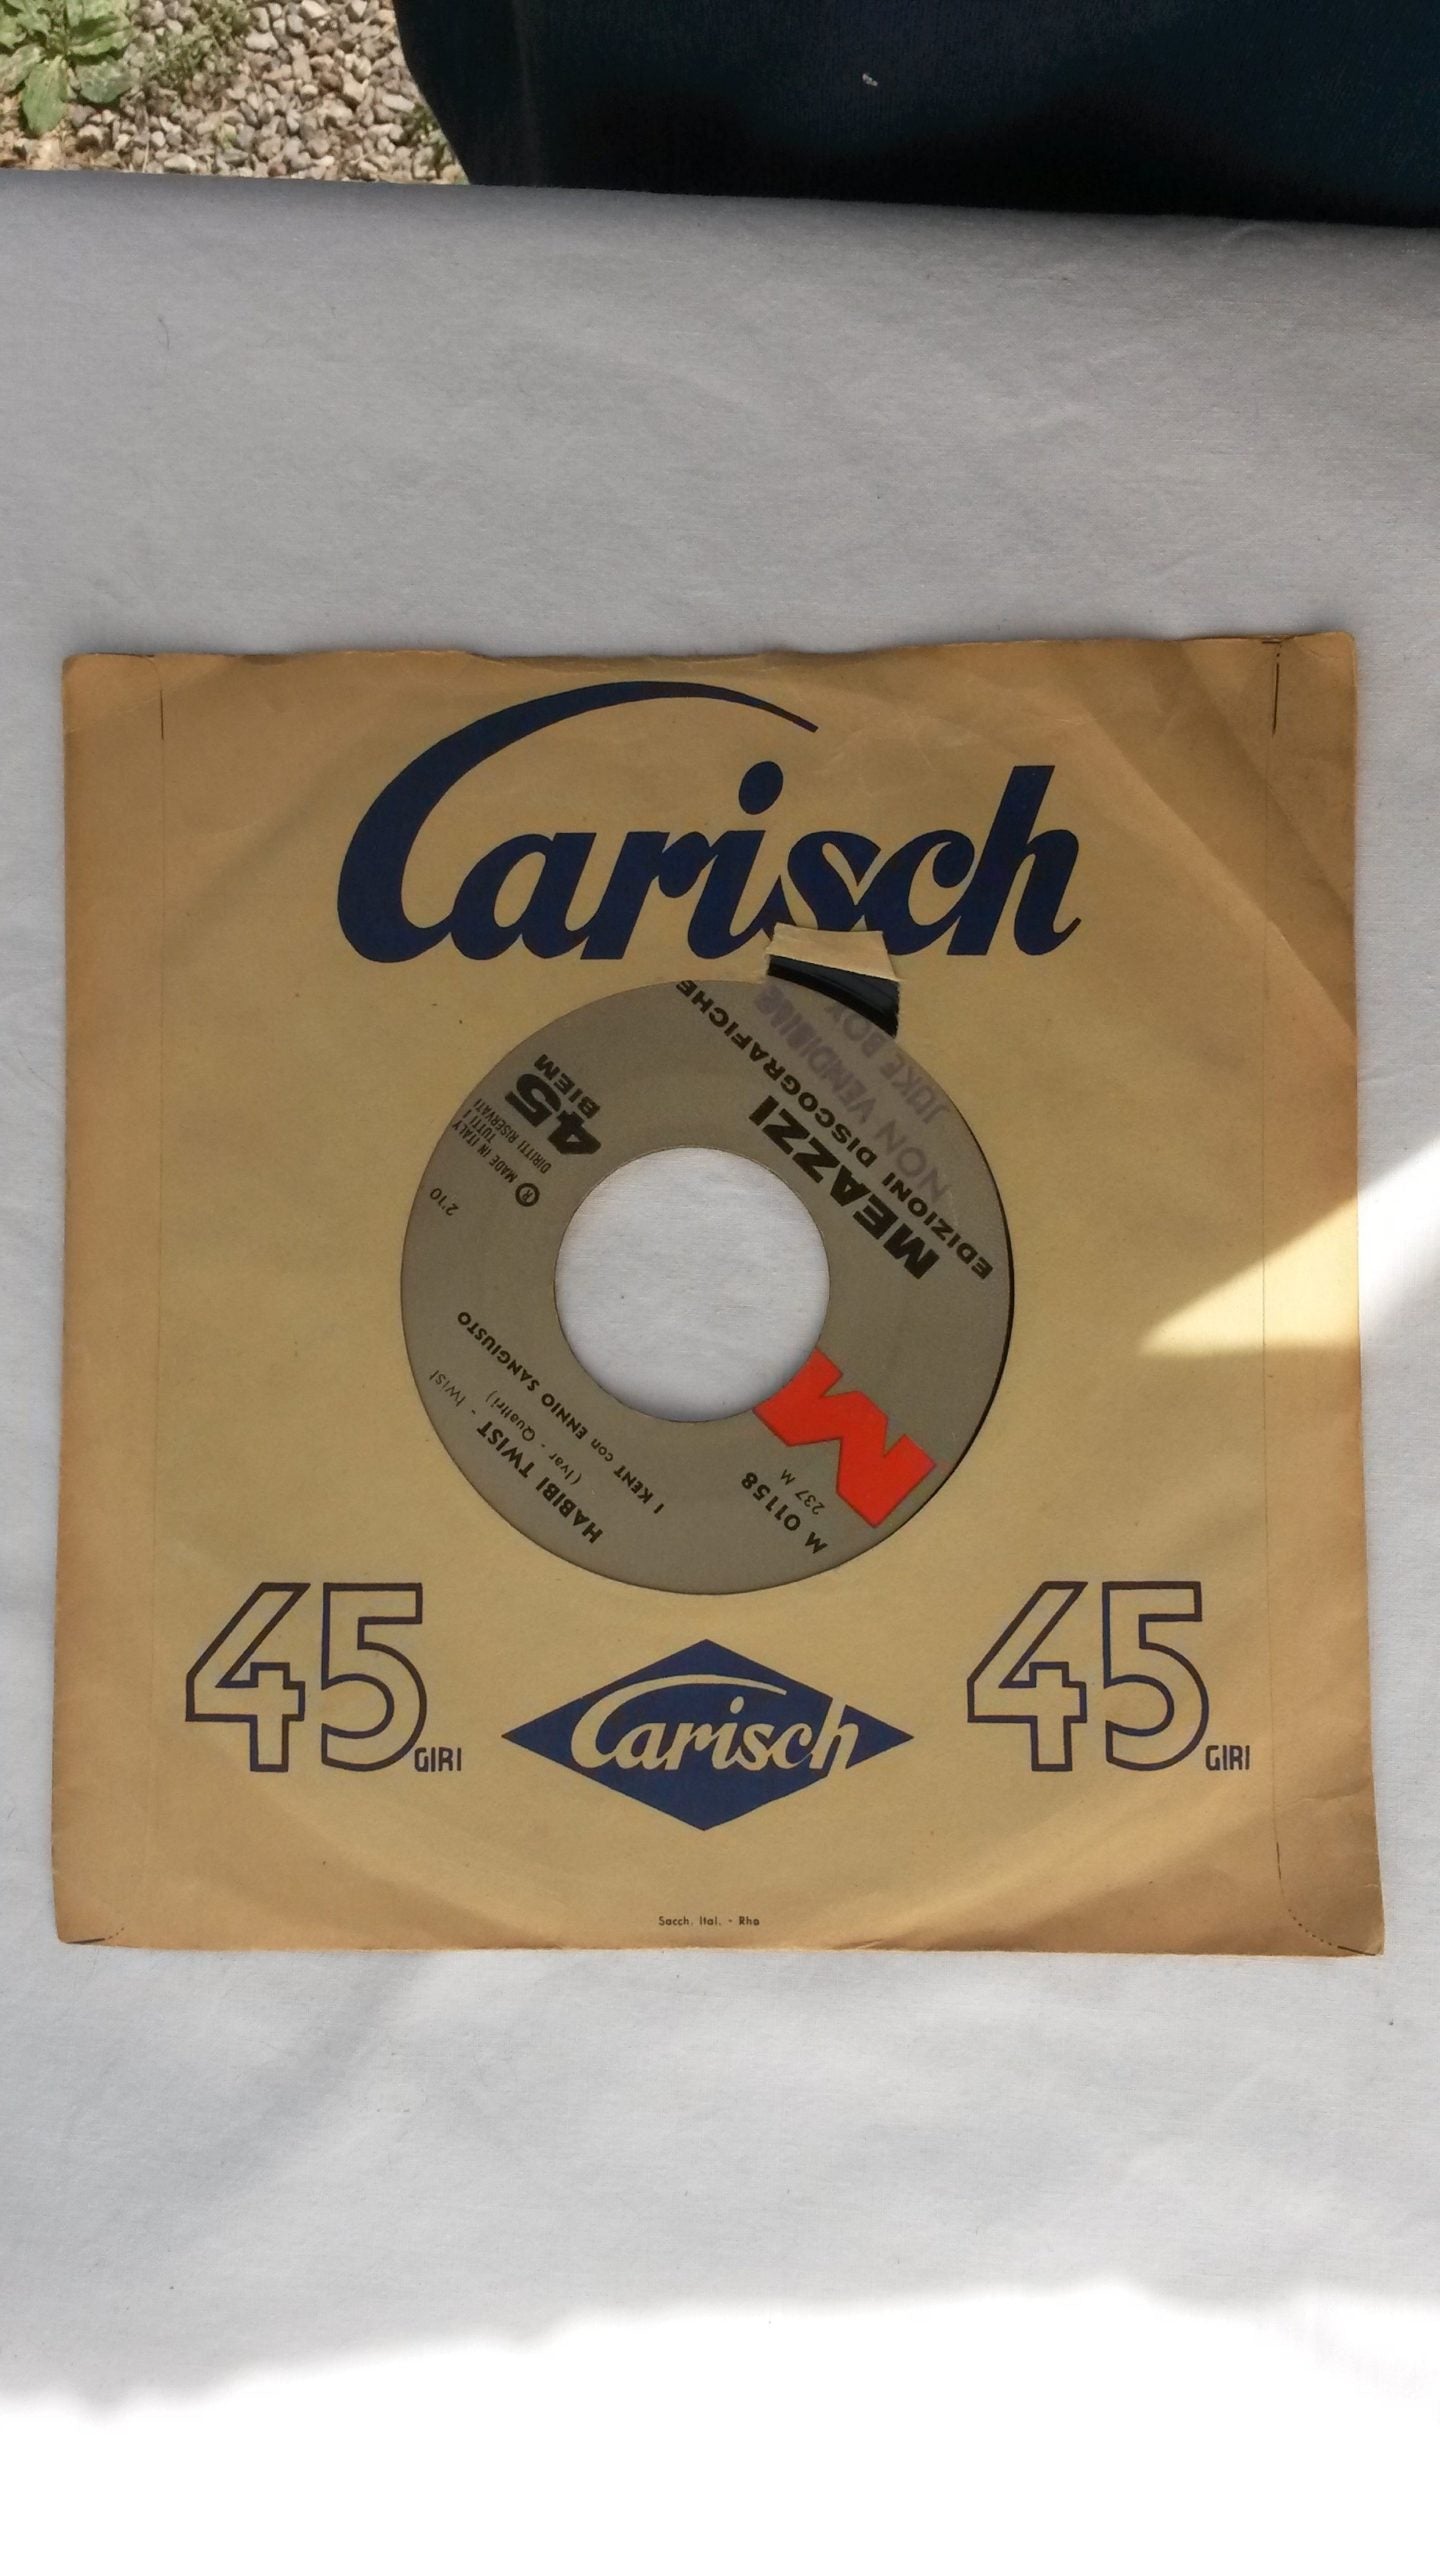 Carisch
NON VENDIBILE
JUKE BOX
EDIZIONI DISCOGRAFICHE
MEAZZI
45
BIEM
R MADE IN ITALY
TUTTI I
DIRITTI RISERVATI
2'10
M 01158
237 M
HABIBI TWIST - twist
(Ivar - Quattri)
I KENT con ENNIO SANGIUSTO
45 GIRI
Carisch
45 GIRI
Sacch. Ital. - Rho